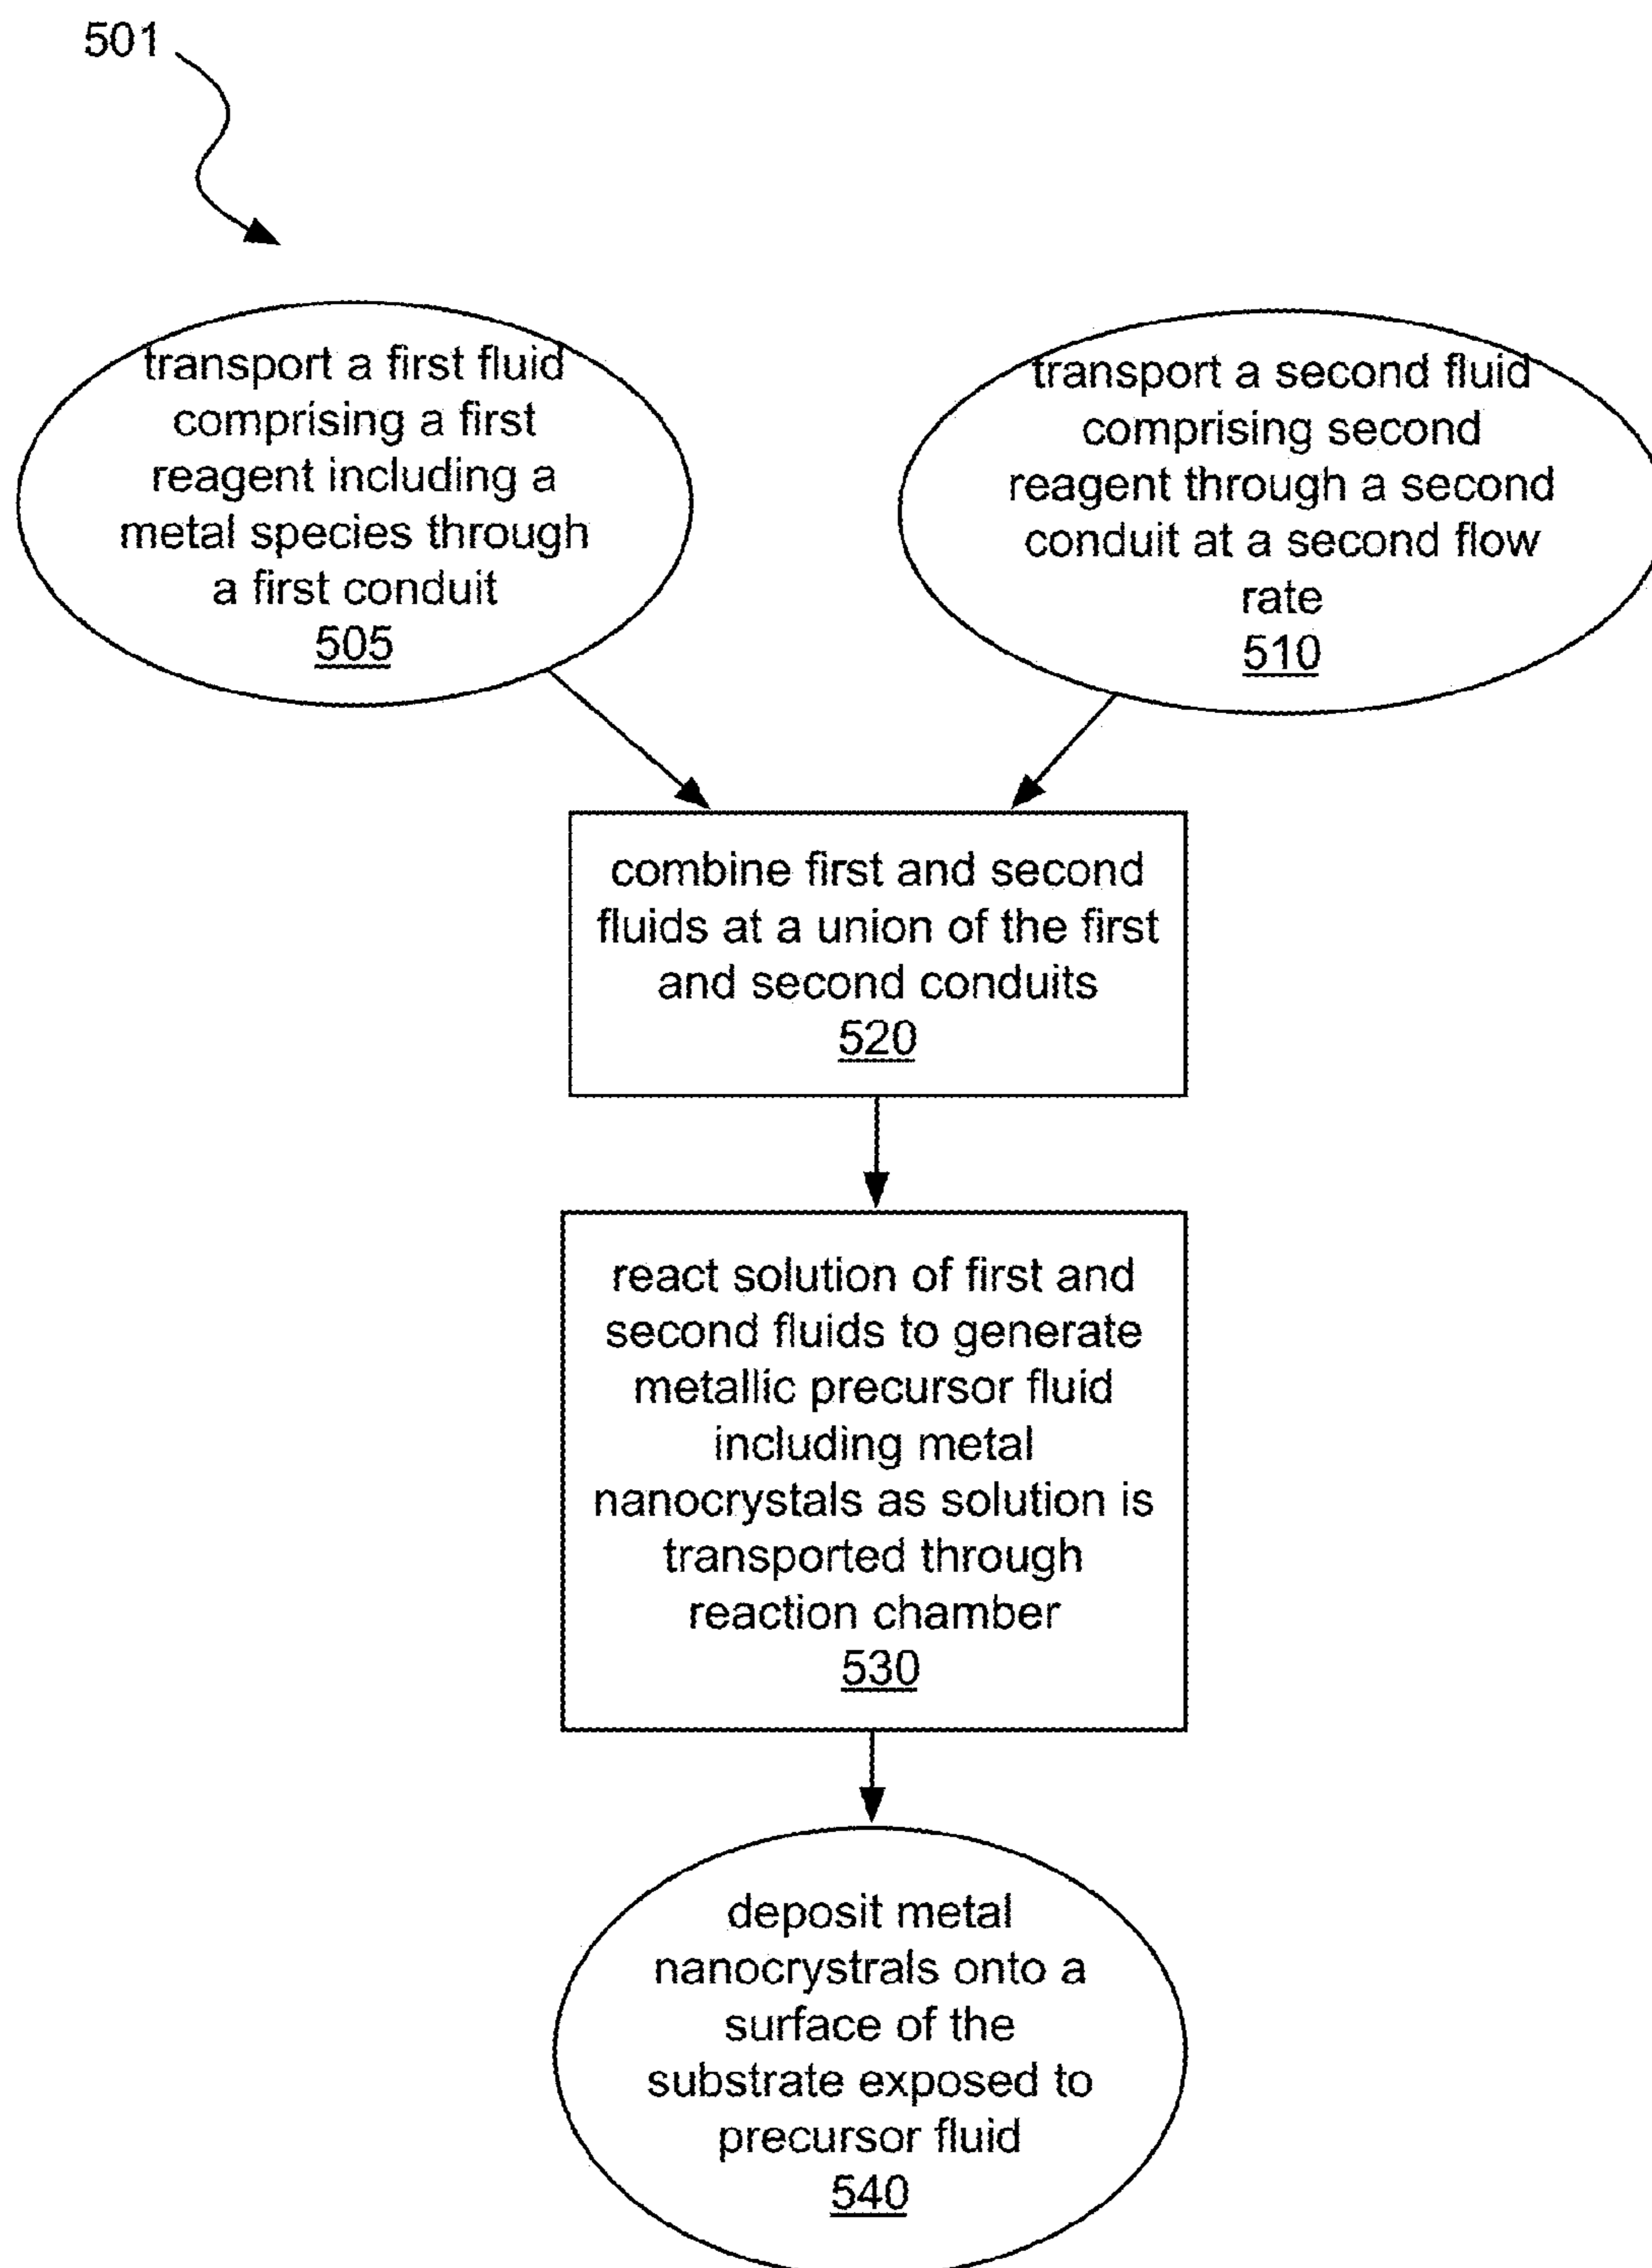 501
transport a first fluid
comprising a first
reagent including a
metal species through
a first conduit
505
transport a second fluid
comprising second
reagent through a second
conduit at a second flow
rate
510
combine first and second
fluids at a union of the first
and second conduits
520
react solution of first and
second fluids to generate
metallic precursor fluid
including metal
nanocrystals as solution is
transported through
reaction chamber
530
deposit metal
nanocrystrals onto a
surface of the
substrate exposed to
precursor fluid
540